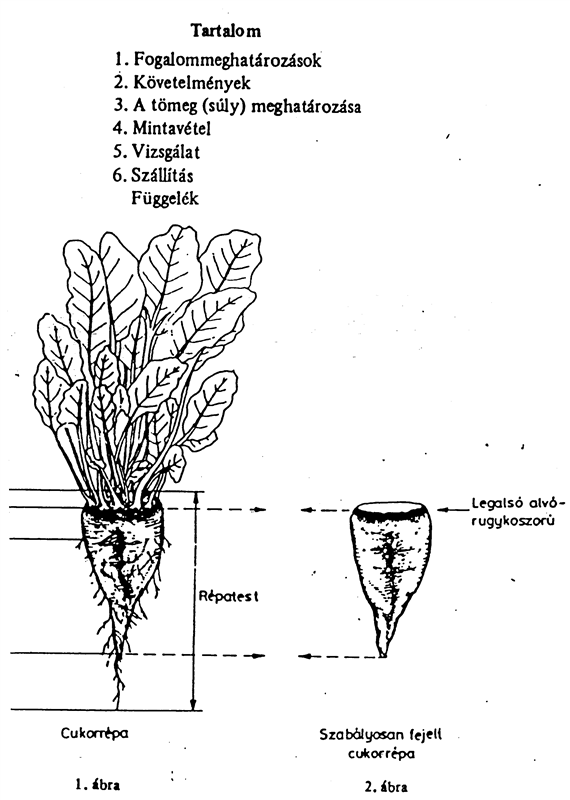 Tartalom
1. Fogalommeghatározások
2. Követelmények
3. A tömeg (súly) meghatározása
4. Mintavétel
5. Vizsgálat
6. Szállítás
Függelék
Legalsó alvó-
rugykoszorú
Répatest
Cukorrépa
Szabályosan fejelt
cukorrépa
1. ábra
2. ábra